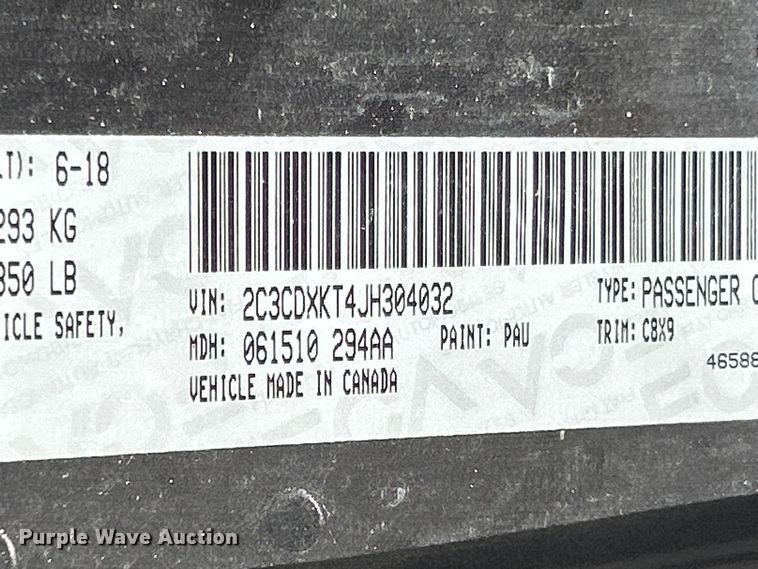 LT): 6-18
293 KG
850 LB
ICLE SAFETY,
VIN: 2C3CDXKT4JH304032
TYPE: PASSENGER C
MDH: 061510 294AA
PAINT: PAU
TRIM: C8X9
VEHICLE MADE IN CANADA
46588
Purple Wave Auction